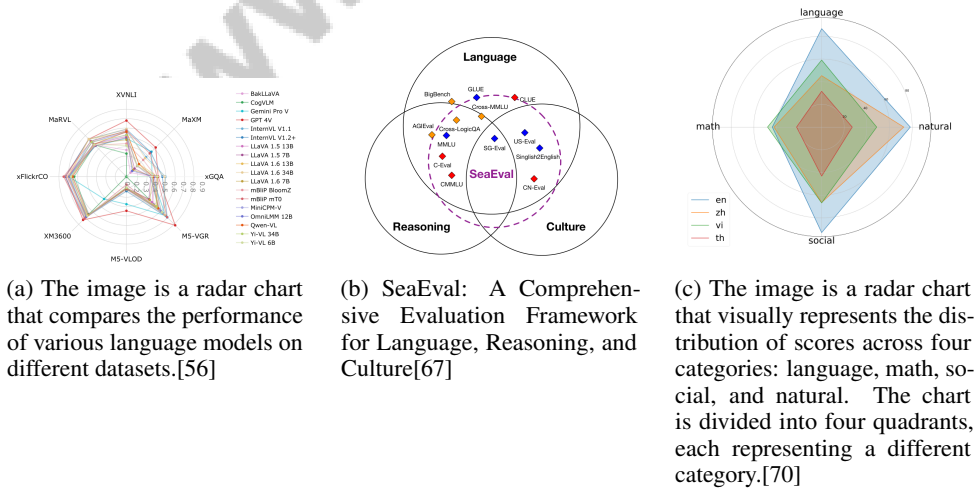 XVNLI
MaRVL
MaXM
xFlickrCO
xGQA
XM3600
M5-VGR
M5-VLOD
BakLLaVA
CogVLM
Gemini Pro V
GPT 4V
InternVL V1.1
InternVL V1.2+
LLaVA 1.5 13B
LLaVA 1.5 7B
LLaVA 1.6 13B
LLaVA 1.6 34B
LLaVA 1.6 7B
mBliP BloomZ
mBliP mT0
MiniCPM-V
OmniLMM 12B
Qwen-VL
Yi-VL 34B
Yi-VL 6B
(a) The image is a radar chart
that compares the performance
of various language models on
different datasets.[56]
Language
BigBench
GLUE
CLUE
Cross-MMLU
AGIEval
Cross-LogicQA
MMLU
SG-Eval
US-Eval
Singlish2English
C-Eval
SeaEval
CMMLU
CN-Eval
Reasoning
Culture
(b) SeaEval: A Comprehen-
sive Evaluation Framework
for Language, Reasoning, and
Culture[67]
language
math
natural
social
en
zh
vi
th
(c) The image is a radar chart
that visually represents the dis-
tribution of scores across four
categories: language, math, so-
cial, and natural. The chart
is divided into four quadrants,
each representing a different
category.[70]